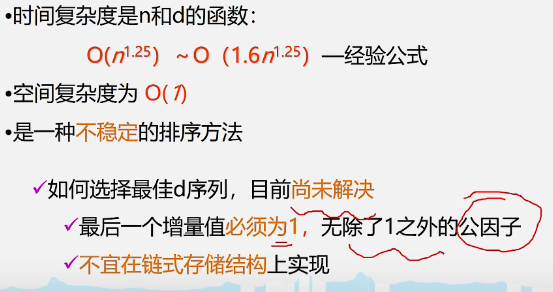 •时间复杂度是n和d的函数：
O(n1.25) ~O（1.6n1.25）—经验公式
•空间复杂度为 O(1)
•是一种不稳定的排序方法
✓如何选择最佳d序列，目前尚未解决
✓最后一个增量值必须为1，无除了1之外的公因子
✓不宜在链式存储结构上实现